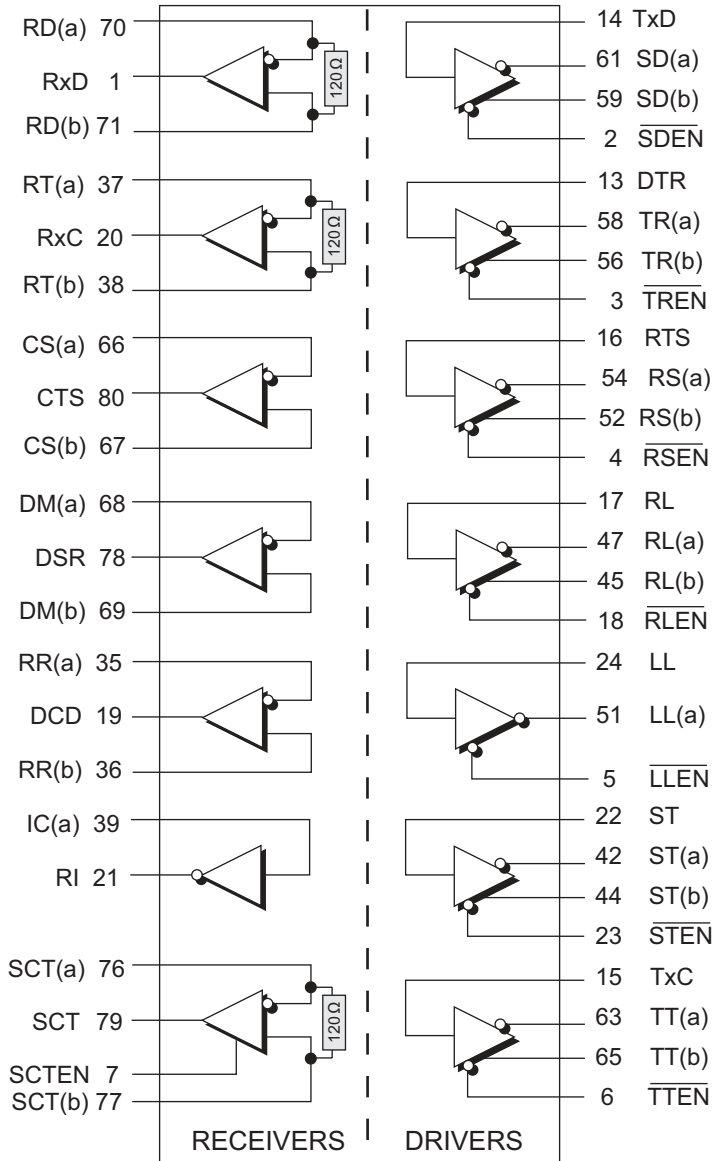 RD(a) 70
RxD 1
RD(b) 71
120Ω
RT(a) 37
RxC 20
RT(b) 38
120Ω
CS(a) 66
CTS 80
CS(b) 67
DM(a) 68
DSR 78
DM(b) 69
RR(a) 35
DCD 19
RR(b) 36
IC(a) 39
RI 21
SCT(a) 76
SCT 79
SCTEN 7
SCT(b) 77
120Ω
RECEIVERS
14 TxD
61 SD(a)
59 SD(b)
2 SDEN
13 DTR
58 TR(a)
56 TR(b)
3 TREN
16 RTS
54 RS(a)
52 RS(b)
4 RSEN
17 RL
47 RL(a)
45 RL(b)
18 RLEN
24 LL
51 LL(a)
5 LLEN
22 ST
42 ST(a)
44 ST(b)
23 STEN
15 TxC
63 TT(a)
65 TT(b)
6 TTEN
DRIVERS